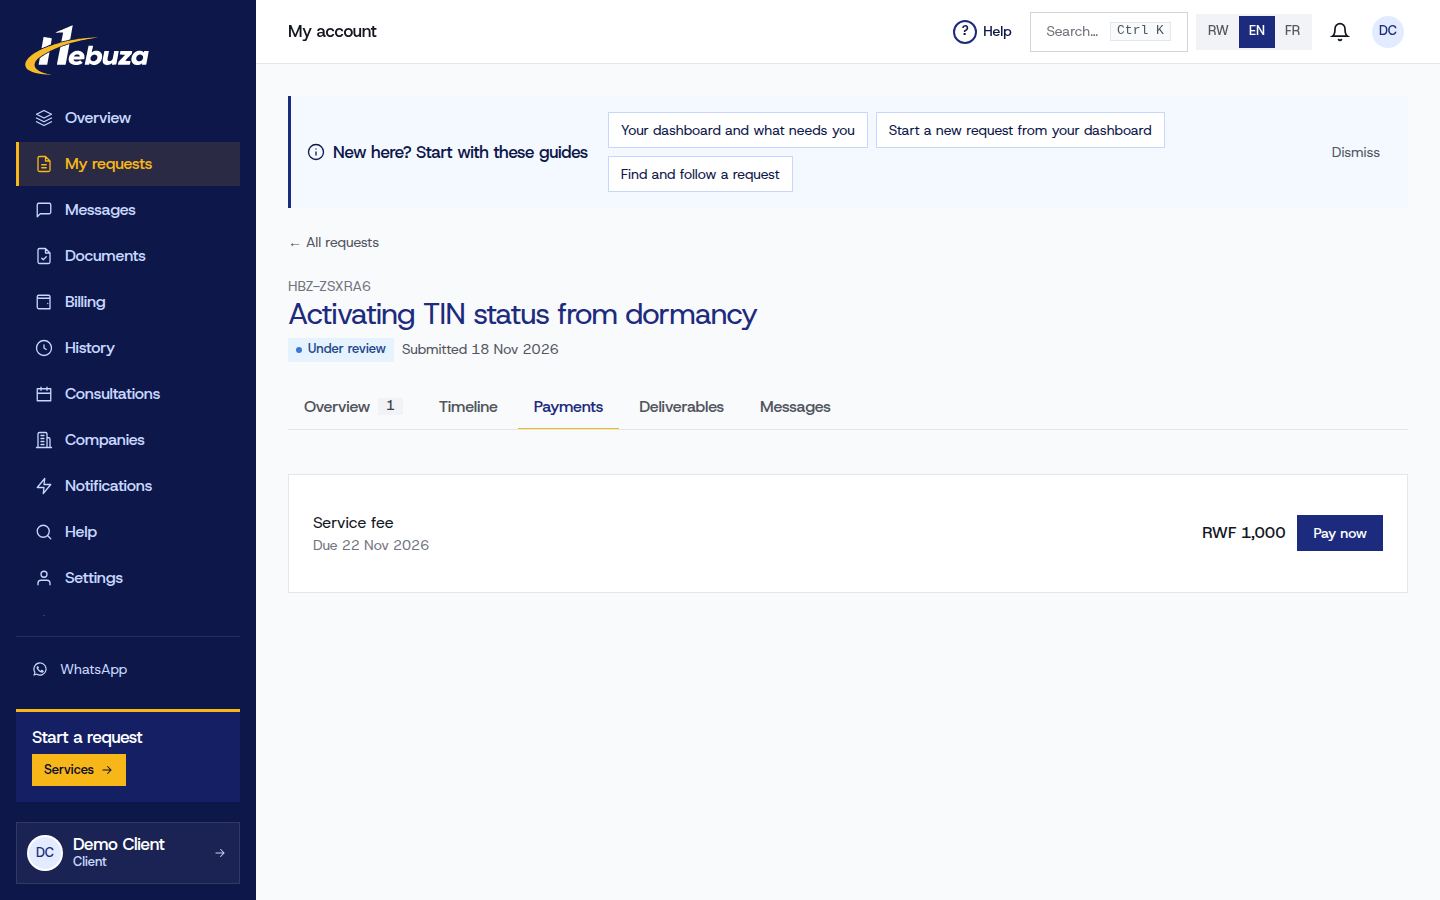 Hebuza
Overview
My requests
Messages
Documents
Billing
History
Consultations
Companies
Notifications
Help
Settings
WhatsApp
Start a request
Services →
DC
Demo Client
Client
→
My account
? Help
Search… Ctrl K
RW EN FR
DC
New here? Start with these guides
Your dashboard and what needs you
Start a new request from your dashboard
Find and follow a request
Dismiss
← All requests
HBZ-ZSXRA6
Activating TIN status from dormancy
Under review Submitted 18 Nov 2026
Overview 1 Timeline Payments Deliverables Messages
Service fee
Due 22 Nov 2026
RWF 1,000 Pay now